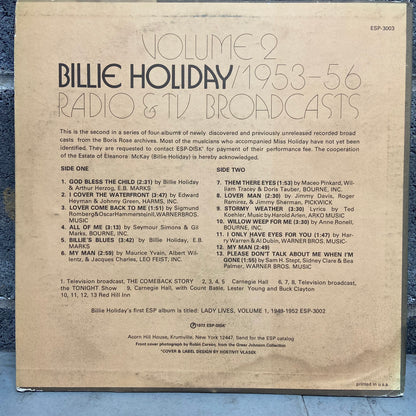 ESP-3003
VOLUME-2
BILLIE HOLIDAY/1953-56
RADIO & TV BROADCASTS
This is the second in a series of four albums of newly discovered and previously unreleased recorded broad
casts from the Boris Rose archives. Most of the musicians who accompanied Miss Holiday have not yet been
identified. They are requested to contact ESP-DISK' for payment of their performance fee. The cooperation
of the Estate of Eleanore McKay (Billie Holiday) is hereby acknowledged.
SIDE ONE
1. GOD BLESS THE CHILD (2:31) by Billie Holiday
& Arthur Herzog, E.B. MARKS
2. I COVER THE WATERFRONT (3:47) by Edward
Heyman & Johnny Green, HARMS, INC.
3. LOVER COME BACK TO ME (1:51) by Sigmund
Romberg&OscarHammersteinII,WARNERBROS.
MUSIC
4. ALL OF ME (3:13) by Seymour Simons & Gil
Marks, BOURNE, INC.
5. BILLIE'S BLUES (3:42) by Billie Holiday, E.B.
MARKS
6. MY MAN (2:59) by Maurice Yvain, Albert Wil-
lentz, & Jacques Charles, LEO FEIST, INC.
SIDE TWO
7. THEM THERE EYES (1:53) by Maceo Pinkard, Wil-
liam Tracey & Doris Tauber, BOURNE, INC.
8. LOVER MAN (2:30) by Jimmy Davis, Roger
Ramirez, & Jimmy Sherman, PICKWICK
9. STORMY WEATHER (3:30) Lyrics by Ted
Koehler, Music by Harold Arlen, ARKO MUSIC
10. WILLOW WEEP FOR ME (3:30) by Anne Ronell,
BOURNE, INC.
11. I ONLY HAVE EYES FOR YOU (1:47) by Har-
ry Warren & Al Dubin, WARNER BROS. MUSIC-
12. MY MAN (2:49)
13. PLEASE DON'T TALK ABOUT ME WHEN I'M
GONE (1:55) by Sam H. Stept, Sidney Clare & Bea
Palmer, WARNER BROS. MUSIC
1. Television broadcast, THE COMEBACK STORY 2, 3, 4, 5 Carnegie Hall 6, 7, 8, Television broadcast,
the TONIGHT Show 9 Carnegie Hall, with Count Basie, Lester Young and Buck Clayton
10, 11, 12, 13 Red Hill Inn
Billie Holiday's first ESP album is titled: LADY LIVES, VOLUME 1, 1949-1952 ESP-3002
©1973 ESP-DISK'
Acorn Hill House, Krumville, New York 12447. Send for the ESP catalog
Front cover photograph by Robin Carson, from the Greer Johnson Collection
*COVER & LABEL DESIGN BY HOSTIVIT VLASEK
printed in u.s.a.